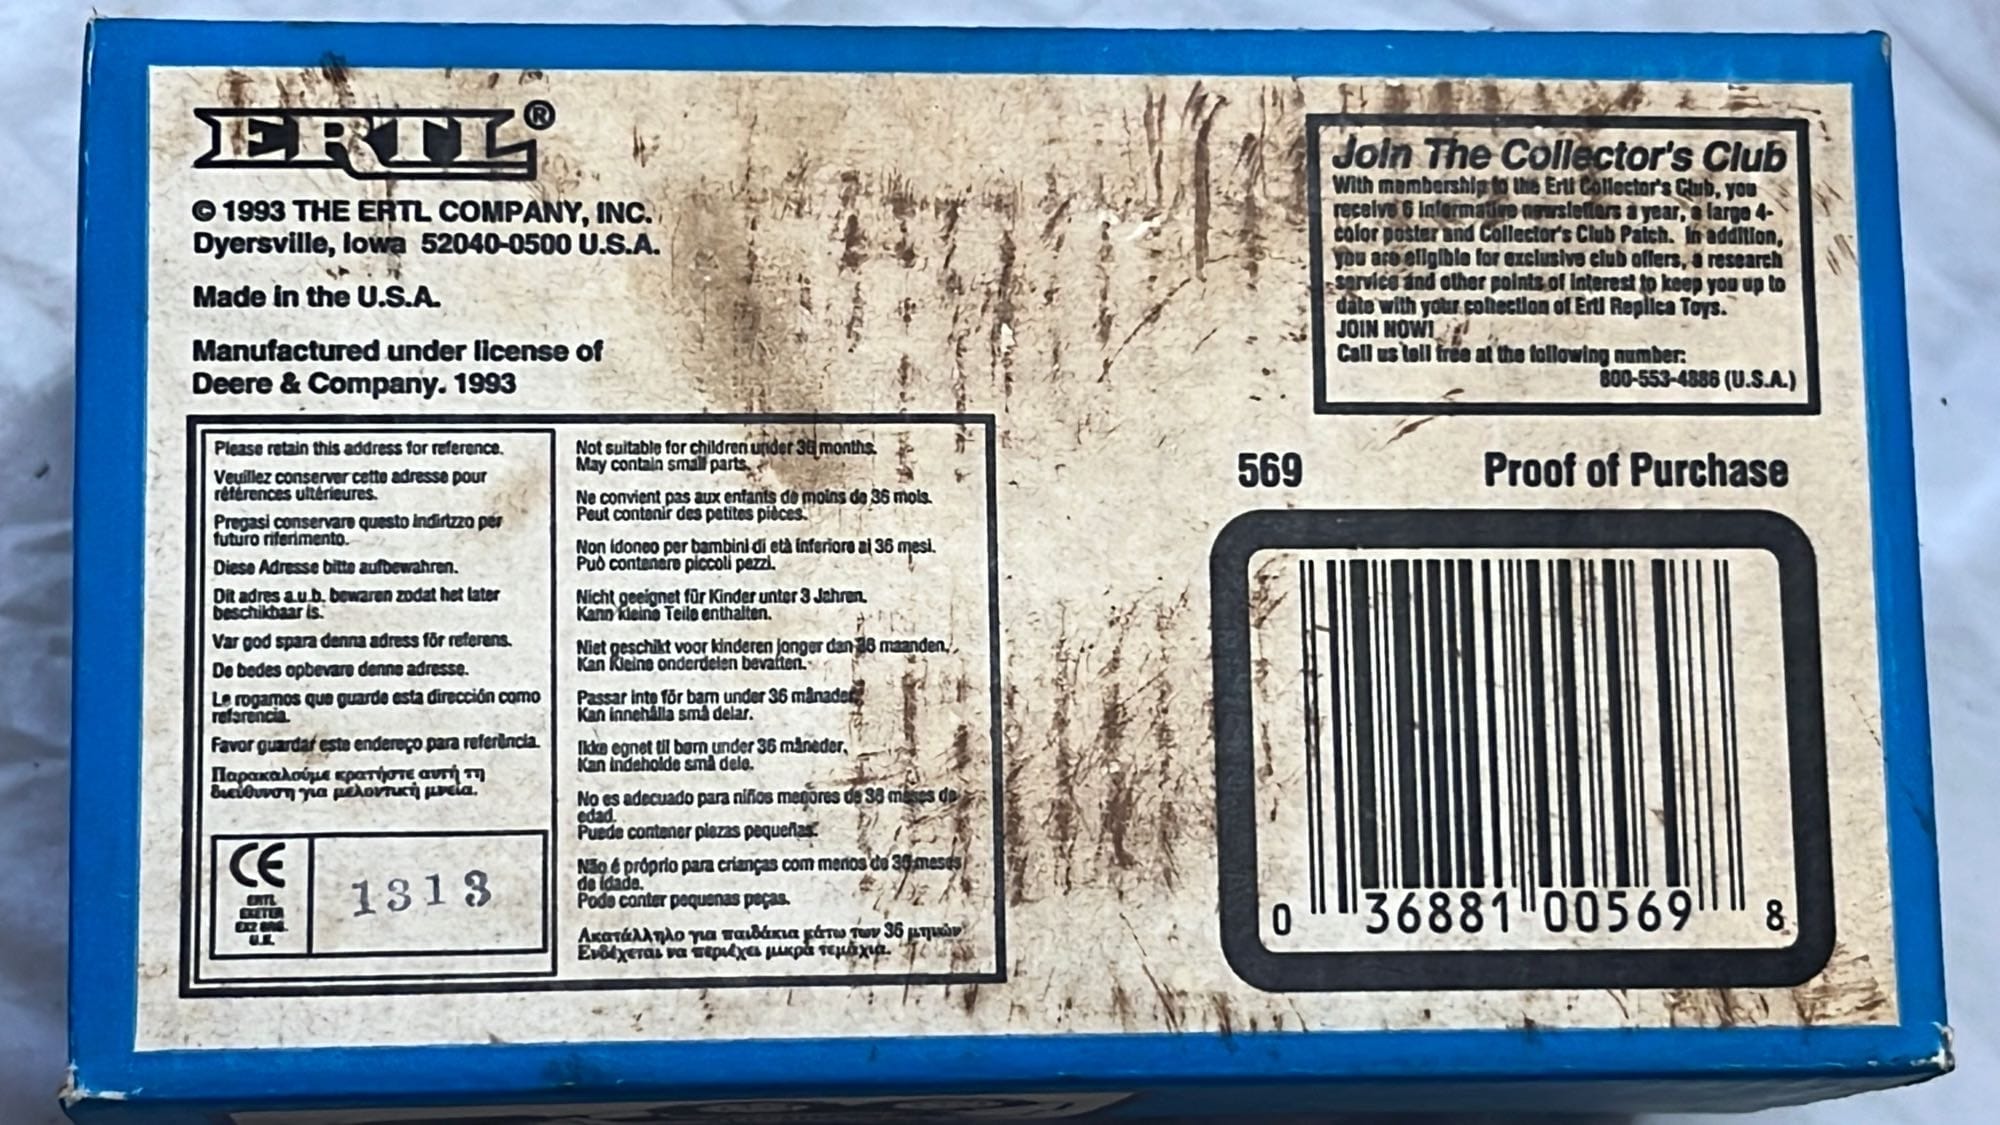 ERTL®
© 1993 THE ERTL COMPANY, INC.
Dyersville, Iowa 52040-0500 U.S.A.
Made in the U.S.A.
Manufactured under license of
Deere & Company. 1993
Please retain this address for reference.
Veuillez conserver cette adresse pour
références ultérieures.
Pregasi conservare questo indirizzo per
futuro riferimento.
Diese Adresse bitte aufbewahren.
Dit adres a.u.b. bewaren zodat het later
beschikbaar is.
Var god spara denna adress för referens.
De bedes opbevare denne adresse.
Le rogamos que guarde esta dirección como
referencia.
Favor guardar este endereço para referência.
Παρακαλούμε κρατήστε αυτή τη
διεύθυνση για μελοντική μνεία.
CE
ERTL
EXETER
EX2
U.K.
1313
Not suitable for children under 36 months.
May contain small parts.
Ne convient pas aux enfants de moins de 36 mois.
Peut contenir des petites pièces.
Non idoneo per bambini di età inferiore ai 36 mesi.
Può contenere piccoli pezzi.
Nicht geeignet für Kinder unter 3 Jahren.
Kann kleine Teile enthalten.
Niet geschikt voor kinderen jonger dan 36 maanden.
Kan Kleine onderdelen bevatten.
Passar inte för barn under 36 månader.
Kan innehålla små delar.
Ikke egnet til børn under 36 måneder.
Kan indeholde små dele.
No es adecuado para niños menores de 36 meses de
edad.
Puede contener piezas pequeñas.
Não é próprio para crianças com menos de 36 meses
de idade.
Pode conter pequenas peças.
Ακατάλληλο για παιδάκια κάτω των 36 μηνών
Ενδέχεται να περιέχει μικρά τεμάχια.
Join The Collector's Club
With membership to the Ertl Collector's Club, you
receive 6 informative newsletters a year, a large 4-
color poster and Collector's Club Patch. In addition,
you are eligible for exclusive club offers, a research
service and other points of interest to keep you up to
date with your collection of Ertl Replica Toys.
JOIN NOW!
Call us toll free at the following number:
800-553-4886 (U.S.A.)
569 Proof of Purchase
0 36881 00569 8